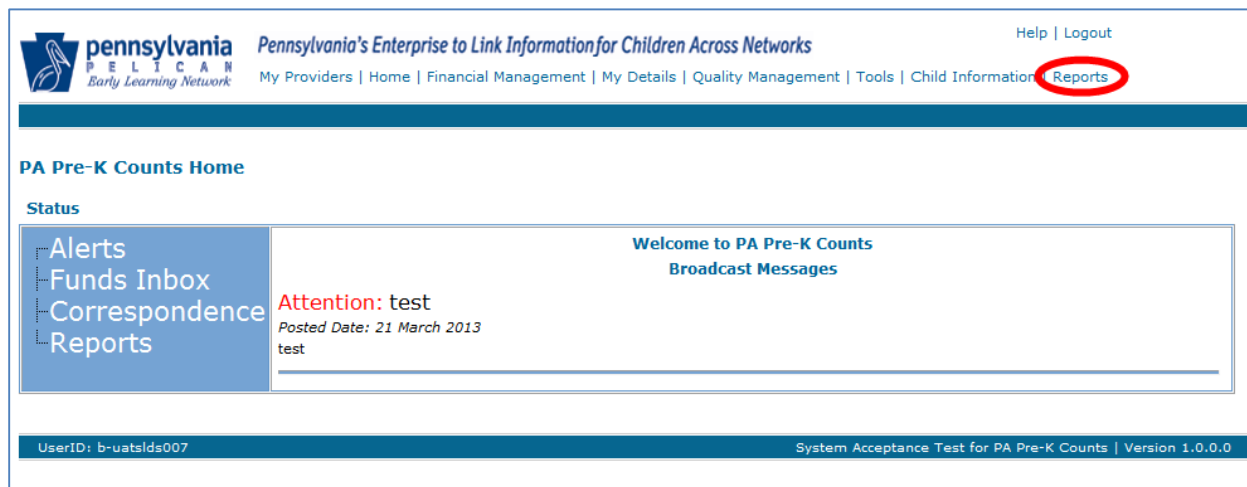 Help | Logout
pennsylvania
PELICAN
Early Learning Network
Pennsylvania's Enterprise to Link Information for Children Across Networks
My Providers | Home | Financial Management | My Details | Quality Management | Tools | Child Information | Reports
PA Pre-K Counts Home
Status
Alerts
Funds Inbox
Correspondence
Reports
Welcome to PA Pre-K Counts
Broadcast Messages
Attention: test
Posted Date: 21 March 2013
test
UserID: b-uatslds007
System Acceptance Test for PA Pre-K Counts | Version 1.0.0.0